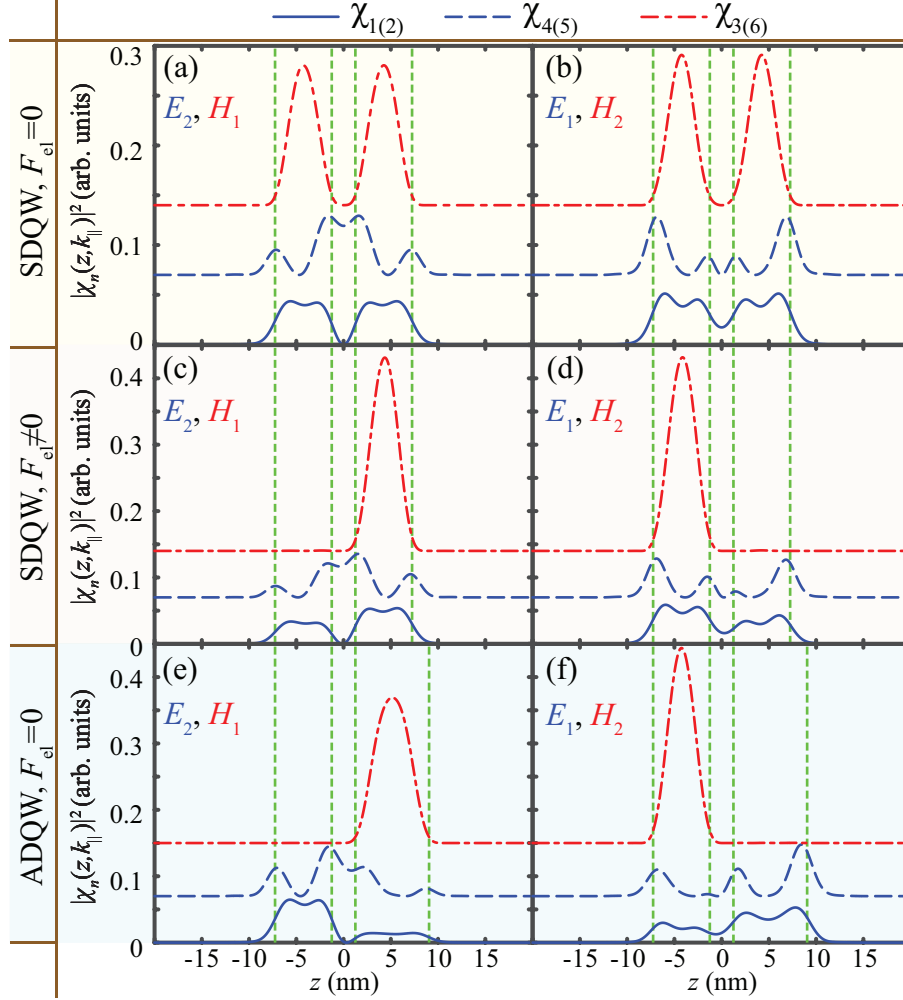 χ1(2) χ4(5) χ3(6)
SDQW, Fel=0
|χn(z,k||)|² (arb. units)
0.3
0.2
0.1
0
(a)
E2, H1
(b)
E1, H2
SDQW, Fel≠0
|χn(z,k||)|² (arb. units)
0.4
0.3
0.2
0.1
0
(c)
E2, H1
(d)
E1, H2
ADQW, Fel=0
|χn(z,k||)|² (arb. units)
0.4
0.3
0.2
0.1
0
(e)
E2, H1
(f)
E1, H2
-15 -10 -5 0 5 10 15
-15 -10 -5 0 5 10 15
z (nm)
z (nm)